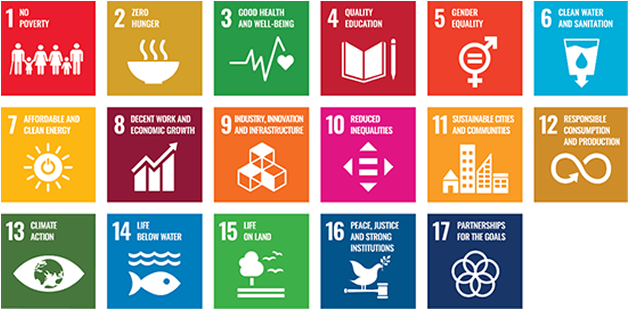 1 NO
POVERTY
2 ZERO
HUNGER
3 GOOD HEALTH
AND WELL-BEING
4 QUALITY
EDUCATION
5 GENDER
EQUALITY
6 CLEAN WATER
AND SANITATION
7 AFFORDABLE AND
CLEAN ENERGY
8 DECENT WORK AND
ECONOMIC GROWTH
9 INDUSTRY, INNOVATION
AND INFRASTRUCTURE
10 REDUCED
INEQUALITIES
11 SUSTAINABLE CITIES
AND COMMUNITIES
12 RESPONSIBLE
CONSUMPTION
AND PRODUCTION
13 CLIMATE
ACTION
14 LIFE
BELOW WATER
15 LIFE
ON LAND
16 PEACE, JUSTICE
AND STRONG
INSTITUTIONS
17 PARTNERSHIPS
FOR THE GOALS